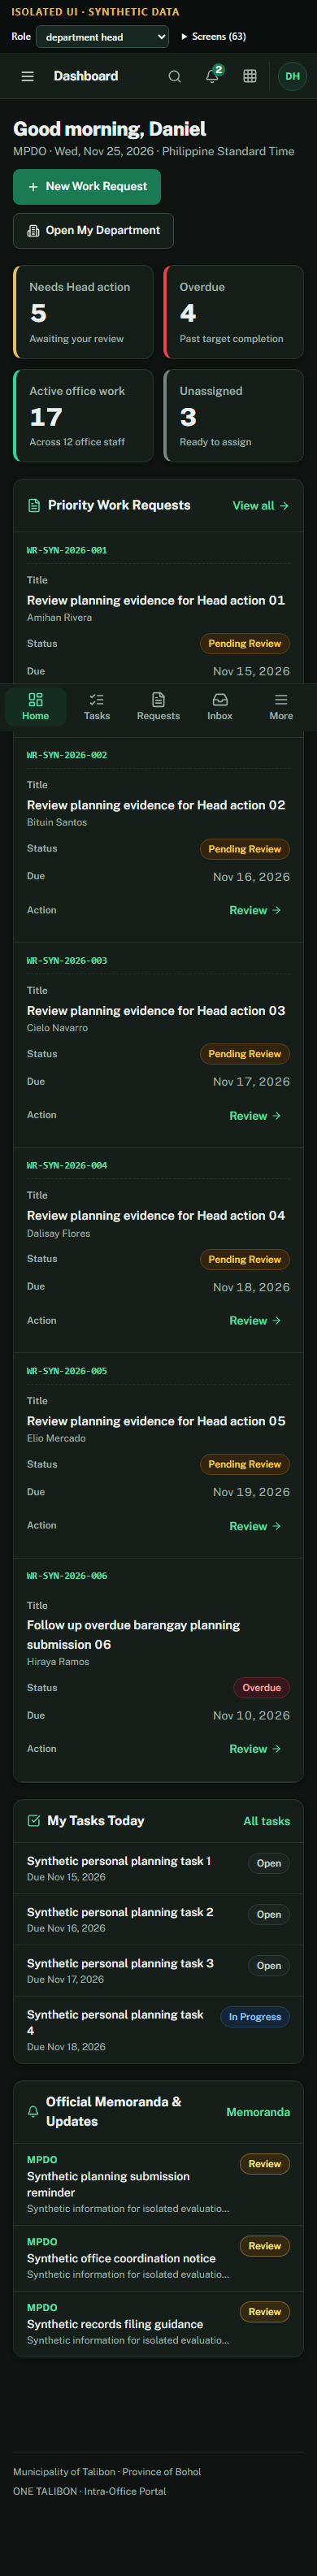 ISOLATED UI · SYNTHETIC DATA
Role department head Screens (63)
Dashboard 2 DH
Good morning, Daniel
MPDO · Wed, Nov 25, 2026 · Philippine Standard Time
+ New Work Request
Open My Department
Needs Head action
5
Awaiting your review
Overdue
4
Past target completion
Active office work
17
Across 12 office staff
Unassigned
3
Ready to assign
Priority Work Requests View all →
WR-SYN-2026-001
Title
Review planning evidence for Head action 01
Amihan Rivera
Status Pending Review
Due Nov 15, 2026
Home Tasks Requests Inbox More
WR-SYN-2026-002
Title
Review planning evidence for Head action 02
Bituin Santos
Status Pending Review
Due Nov 16, 2026
Action Review →
WR-SYN-2026-003
Title
Review planning evidence for Head action 03
Cielo Navarro
Status Pending Review
Due Nov 17, 2026
Action Review →
WR-SYN-2026-004
Title
Review planning evidence for Head action 04
Dalisay Flores
Status Pending Review
Due Nov 18, 2026
Action Review →
WR-SYN-2026-005
Title
Review planning evidence for Head action 05
Elio Mercado
Status Pending Review
Due Nov 19, 2026
Action Review →
WR-SYN-2026-006
Title
Follow up overdue barangay planning
submission 06
Hiraya Ramos
Status Overdue
Due Nov 10, 2026
Action Review →
My Tasks Today All tasks
Synthetic personal planning task 1 Open
Due Nov 15, 2026
Synthetic personal planning task 2 Open
Due Nov 16, 2026
Synthetic personal planning task 3 Open
Due Nov 17, 2026
Synthetic personal planning task In Progress
4
Due Nov 18, 2026
Official Memoranda &
Updates Memoranda
MPDO Review
Synthetic planning submission
reminder
Synthetic information for isolated evaluatio...
MPDO Review
Synthetic office coordination notice
Synthetic information for isolated evaluatio...
MPDO Review
Synthetic records filing guidance
Synthetic information for isolated evaluatio...
Municipality of Talibon · Province of Bohol
ONE TALIBON · Intra-Office Portal